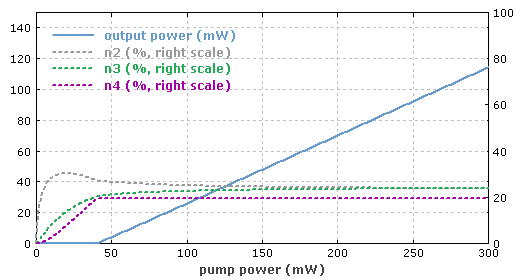 140
120
100
80
60
40
20
0
output power (mW)
n2 (%, right scale)
n3 (%, right scale)
n4 (%, right scale)
100
80
60
40
20
0
0 50 100 150 200 250 300
pump power (mW)